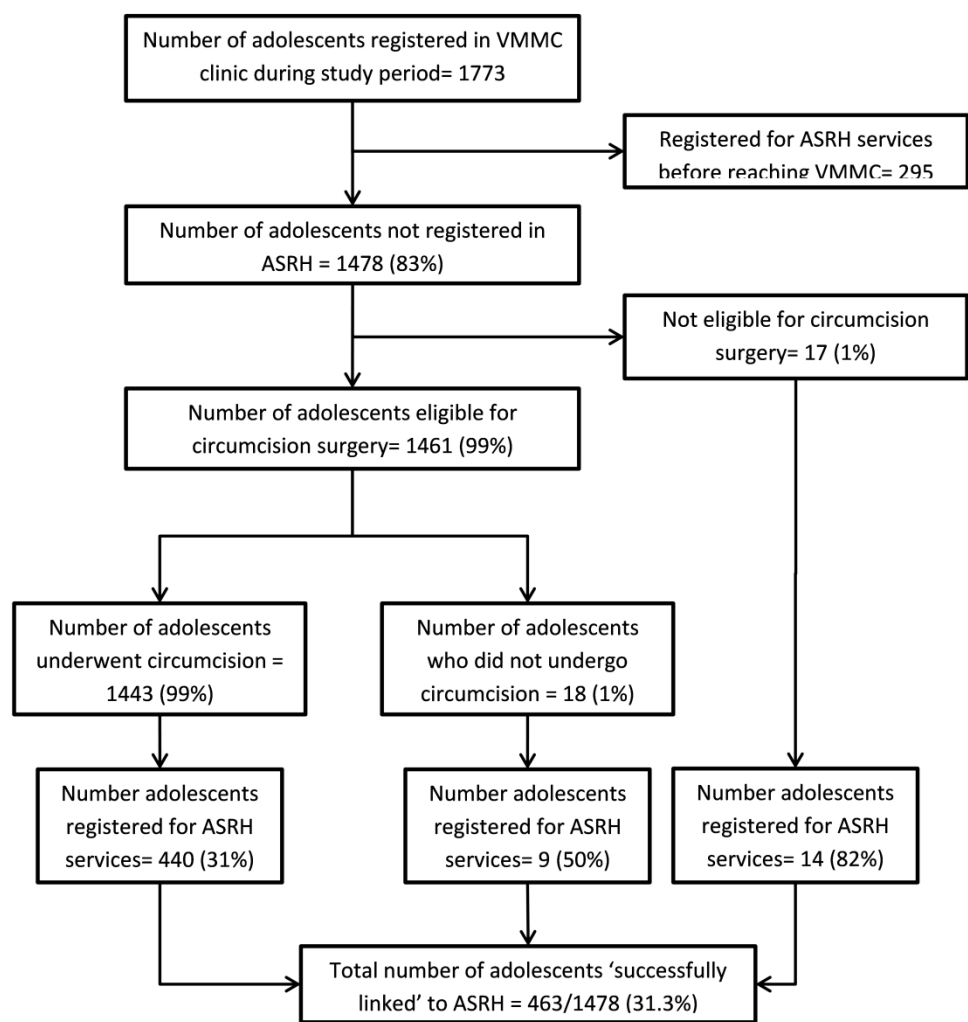 Number of adolescents registered in VMMC
clinic during study period= 1773
Registered for ASRH services
before reaching VMMC= 295
Number of adolescents not registered in
ASRH = 1478 (83%)
Not eligible for circumcision
surgery= 17 (1%)
Number of adolescents eligible for
circumcision surgery= 1461 (99%)
Number of adolescents
underwent circumcision =
1443 (99%)
Number of adolescents
who did not undergo
circumcision = 18 (1%)
Number adolescents
registered for ASRH
services= 440 (31%)
Number adolescents
registered for ASRH
services= 9 (50%)
Number adolescents
registered for ASRH
services= 14 (82%)
Total number of adolescents ‘successfully
linked’ to ASRH = 463/1478 (31.3%)